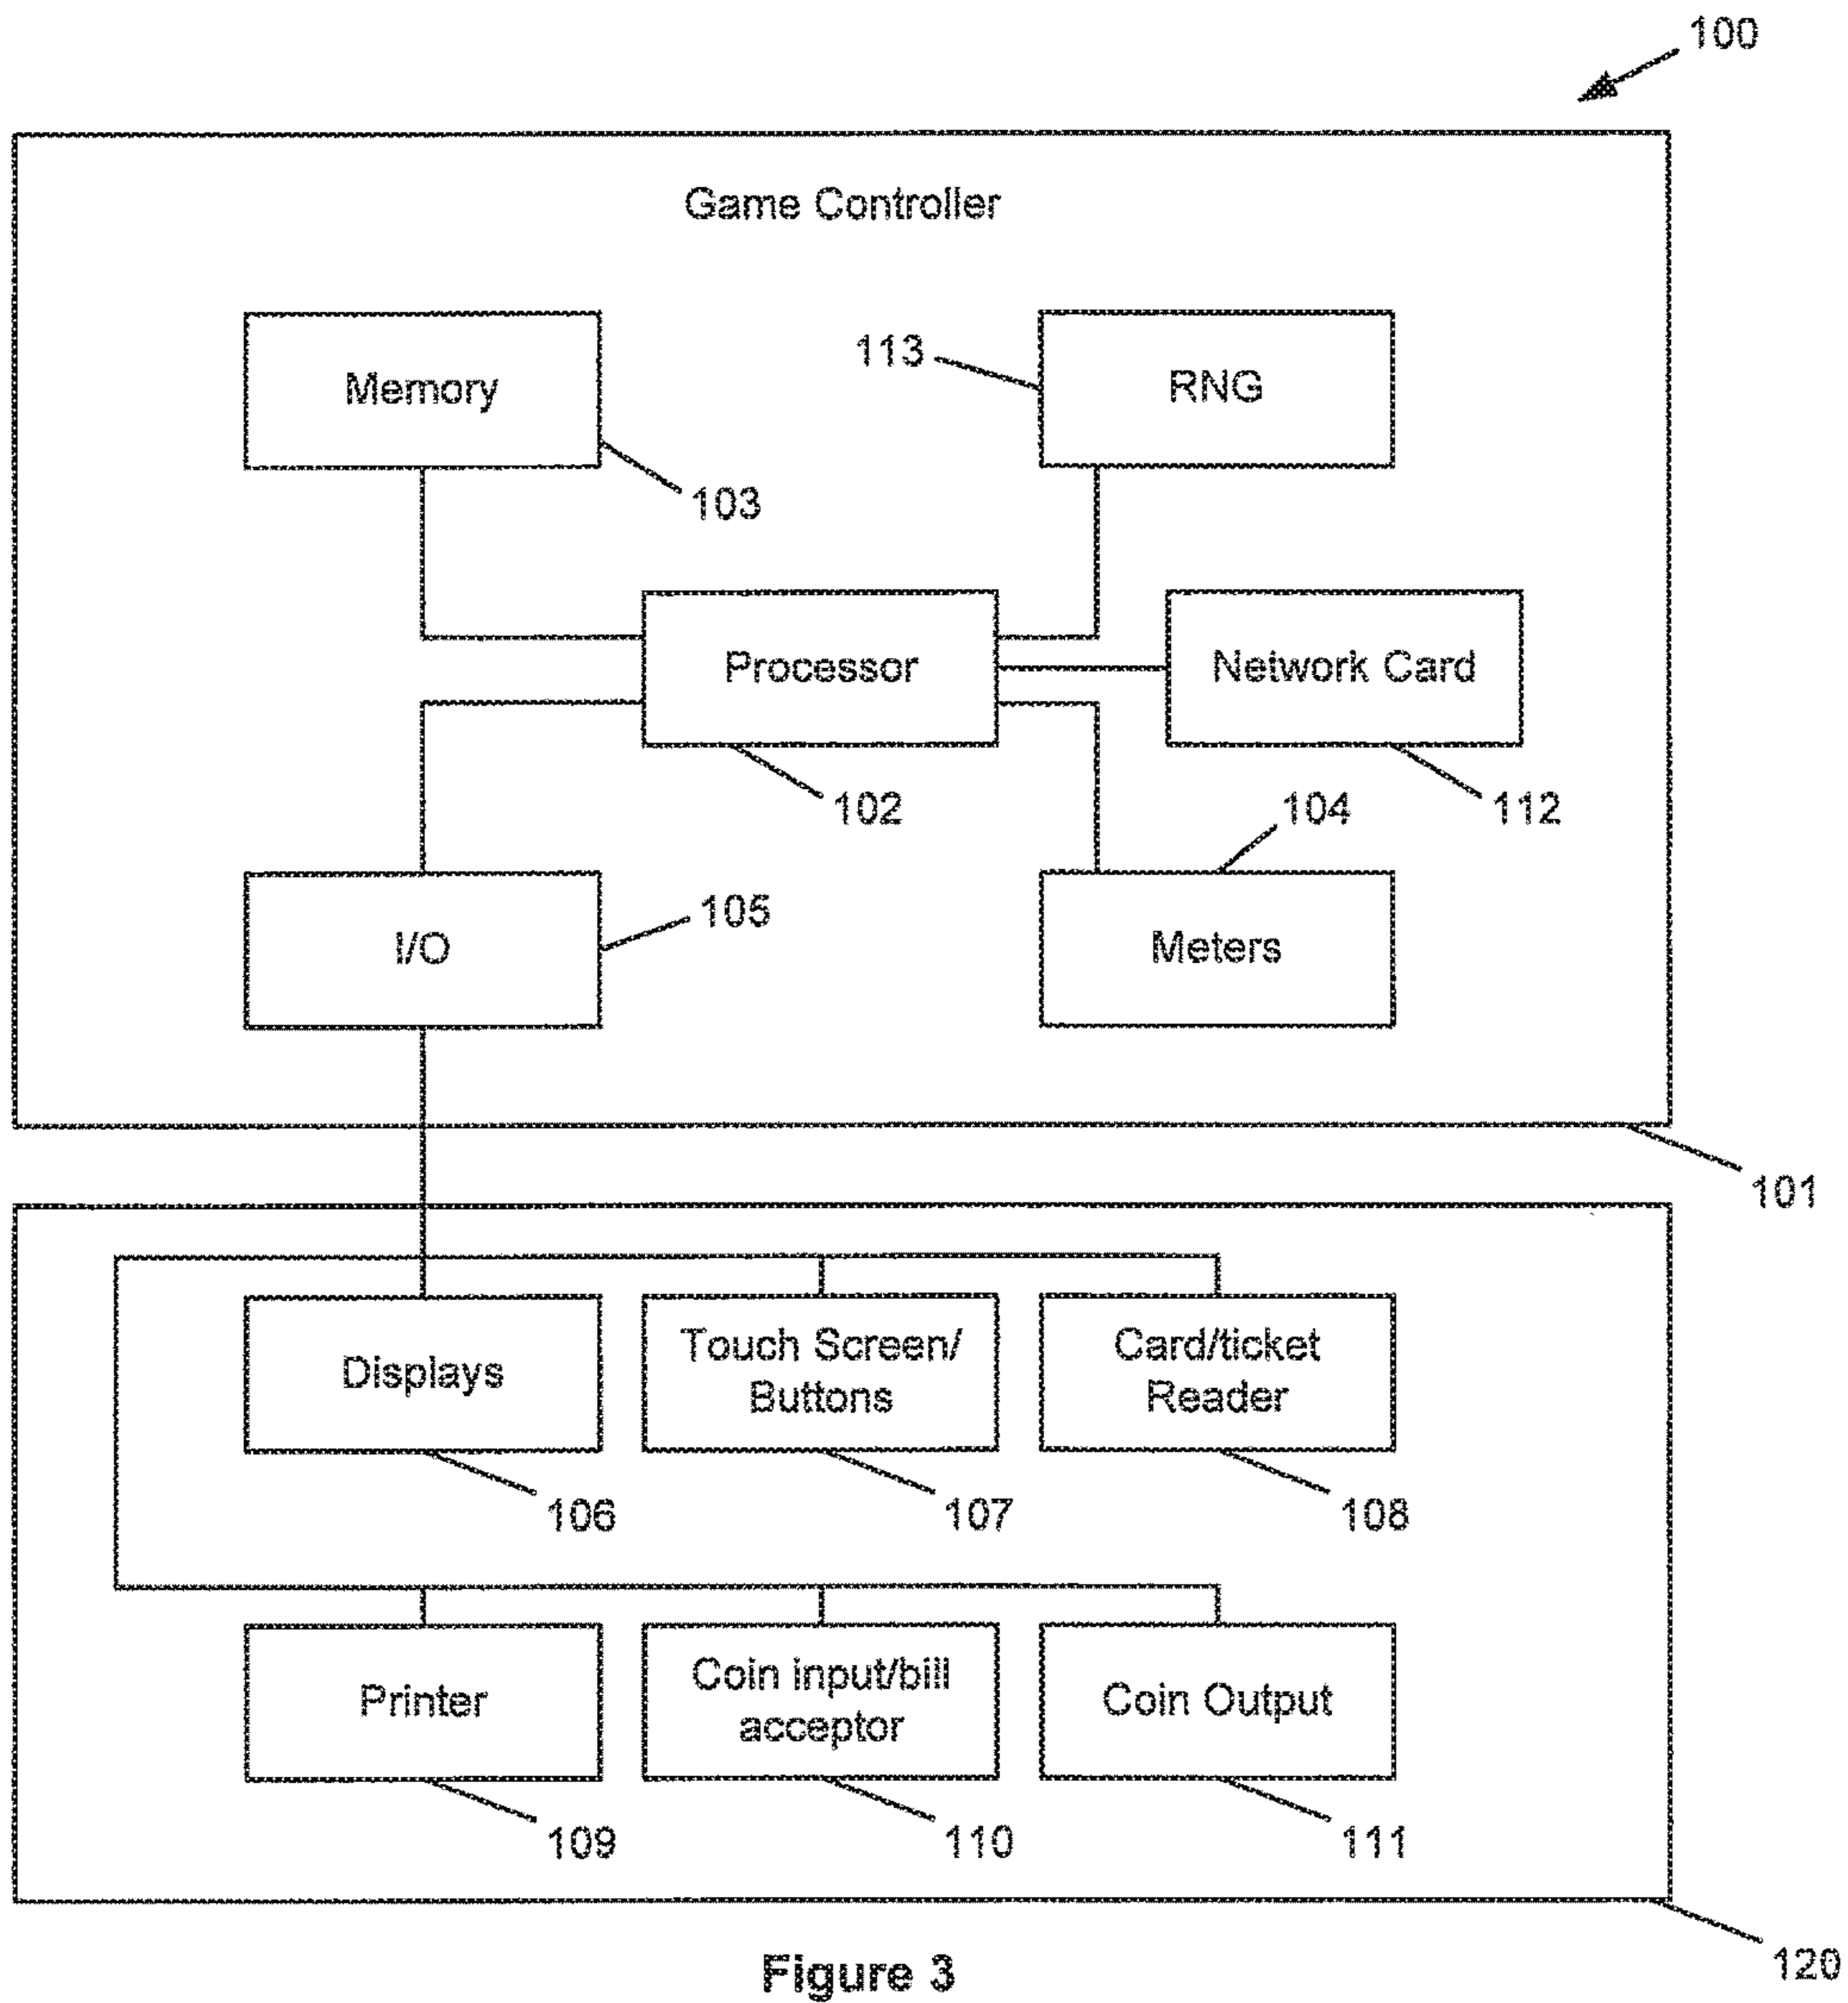 100
Game Controller
Memory
113
RNG
103
Processor
Network Card
102
104
112
I/O
105
Meters
101
Displays
Touch Screen/
Buttons
Card/ticket
Reader
106
107
108
Printer
Coin input/bill
acceptor
Coin Output
109
110
111
120
Figure 3